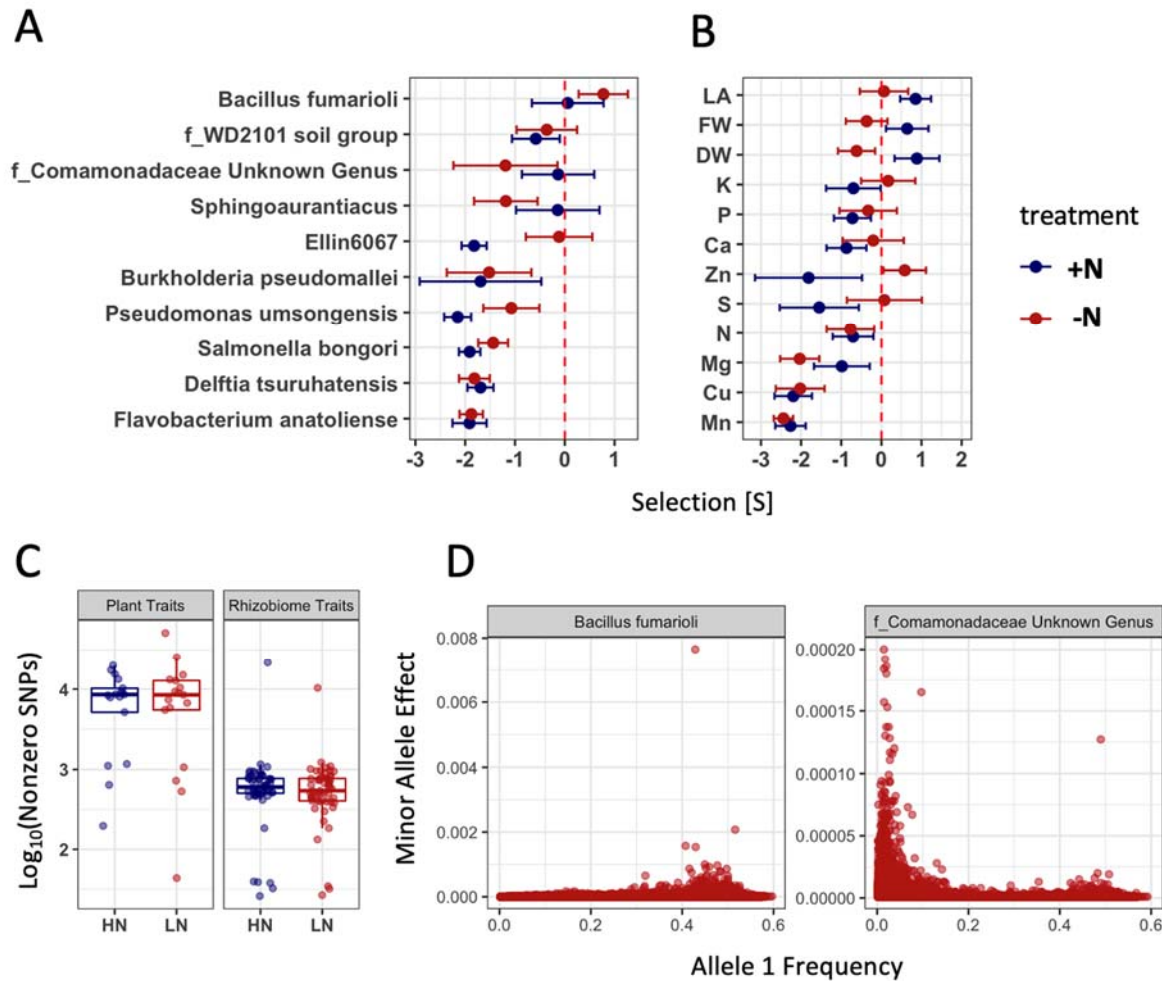 A
Bacillus fumarioli
f_WD2101 soil group
f_Comamonadaceae Unknown Genus
Sphingoaurantiacus
Ellin6067
Burkholderia pseudomallei
Pseudomonas umsongensis
Salmonella bongori
Delftia tsuruhatensis
Flavobacterium anatoliense
-3 -2 -1 0 1
B
LA
FW
DW
K
P
Ca
Zn
S
N
Mg
Cu
Mn
-3 -2 -1 0 1 2
Selection [S]
treatment
+N
-N
C
Plant Traits Rhizobiome Traits
Log10(Nonzero SNPs)
4
3
2
HN LN HN LN
D
Bacillus fumarioli
Minor Allele Effect
0.008
0.006
0.004
0.002
0.000
0.0 0.2 0.4 0.6
f_Comamonadaceae Unknown Genus
0.00020
0.00015
0.00010
0.00005
0.00000
0.0 0.2 0.4 0.6
Allele 1 Frequency